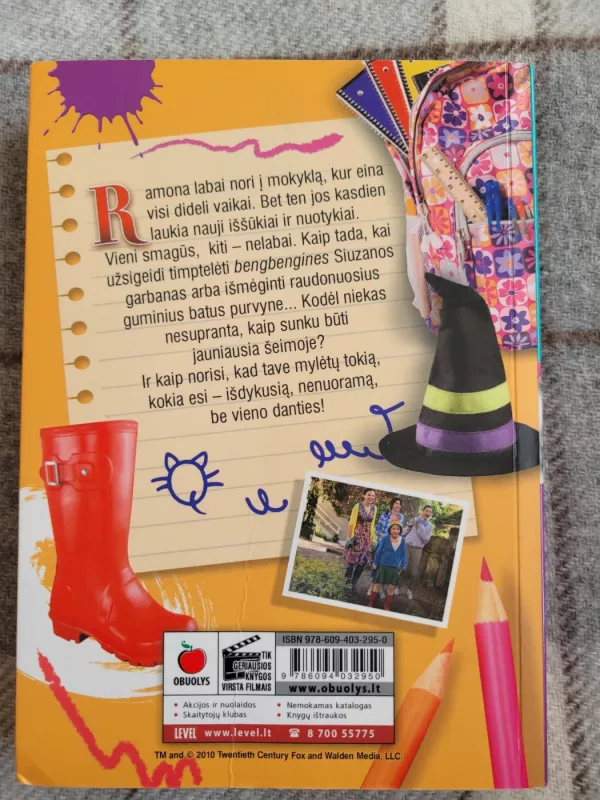 Ramona labai nori į mokyklą, kur eina
visi dideli vaikai. Bet ten jos kasdien
laukia nauji iššūkiai ir nuotykiai.
Vieni smagūs, kiti – nelabai. Kaip tada, kai
užsigeidi timptelėti bengbengines Siuzanos
garbanas arba išmėginti raudonuosius
guminius batus purvyne... Kodėl niekas
nesupranta, kaip sunku būti
jauniausia šeimoje?
Ir kaip norisi, kad tave mylėtų tokią,
kokia esi – išdykusią, nenuoramą,
be vieno danties!
OBUOLYS
TIK
GERIAUSIOS
KNYGOS
VIRSTA FILMAIS
ISBN 978-609-403-295-0
9 786094 032950
www.obuolys.lt
• Akcijos ir nuolaidos
• Nemokamas katalogas
• Skaitytojų klubas
• Knygų ištraukos
LEVEL www.level.lt ☎ 8 700 55775
TM and © 2010 Twentieth Century Fox and Walden Media, LLC.